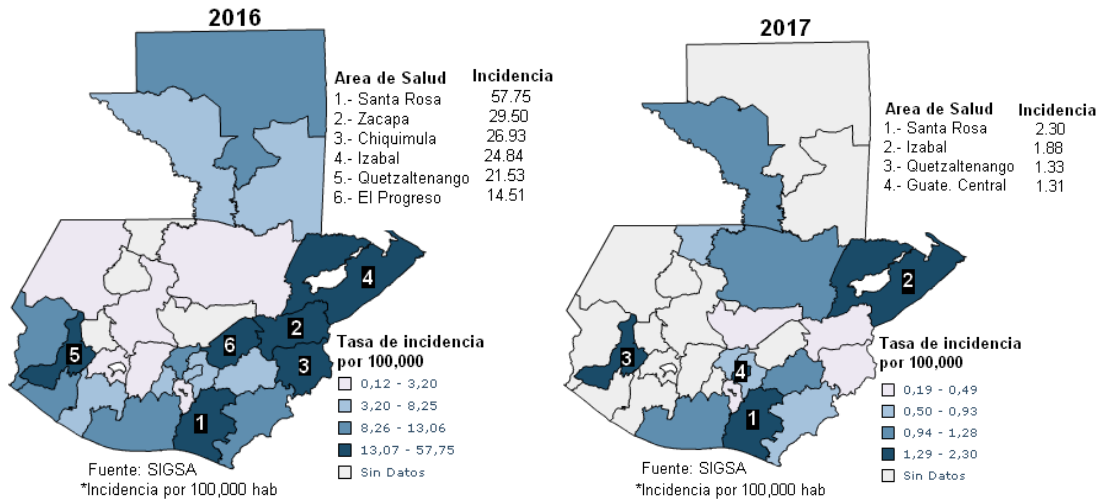 2016
Area de Salud Incidencia
1.- Santa Rosa 57.75
2.- Zacapa 29.50
3.- Chiquimula 26.93
4.- Izabal 24.84
5.- Quetzaltenango 21.53
6.- El Progreso 14.51
4
2
6
5
3
1
Tasa de incidencia
por 100,000
0,12 - 3,20
3,20 - 8,25
8,26 - 13,06
13,07 - 57,75
Sin Datos
Fuente: SIGSA
*Incidencia por 100,000 hab
2017
Area de Salud Incidencia
1.- Santa Rosa 2.30
2.- Izabal 1.88
3.- Quetzaltenango 1.33
4.- Guate. Central 1.31
2
3
4
1
Tasa de incidencia
por 100,000
0,19 - 0,49
0,50 - 0,93
0,94 - 1,28
1,29 - 2,30
Sin Datos
Fuente: SIGSA
*Incidencia por 100,000 hab